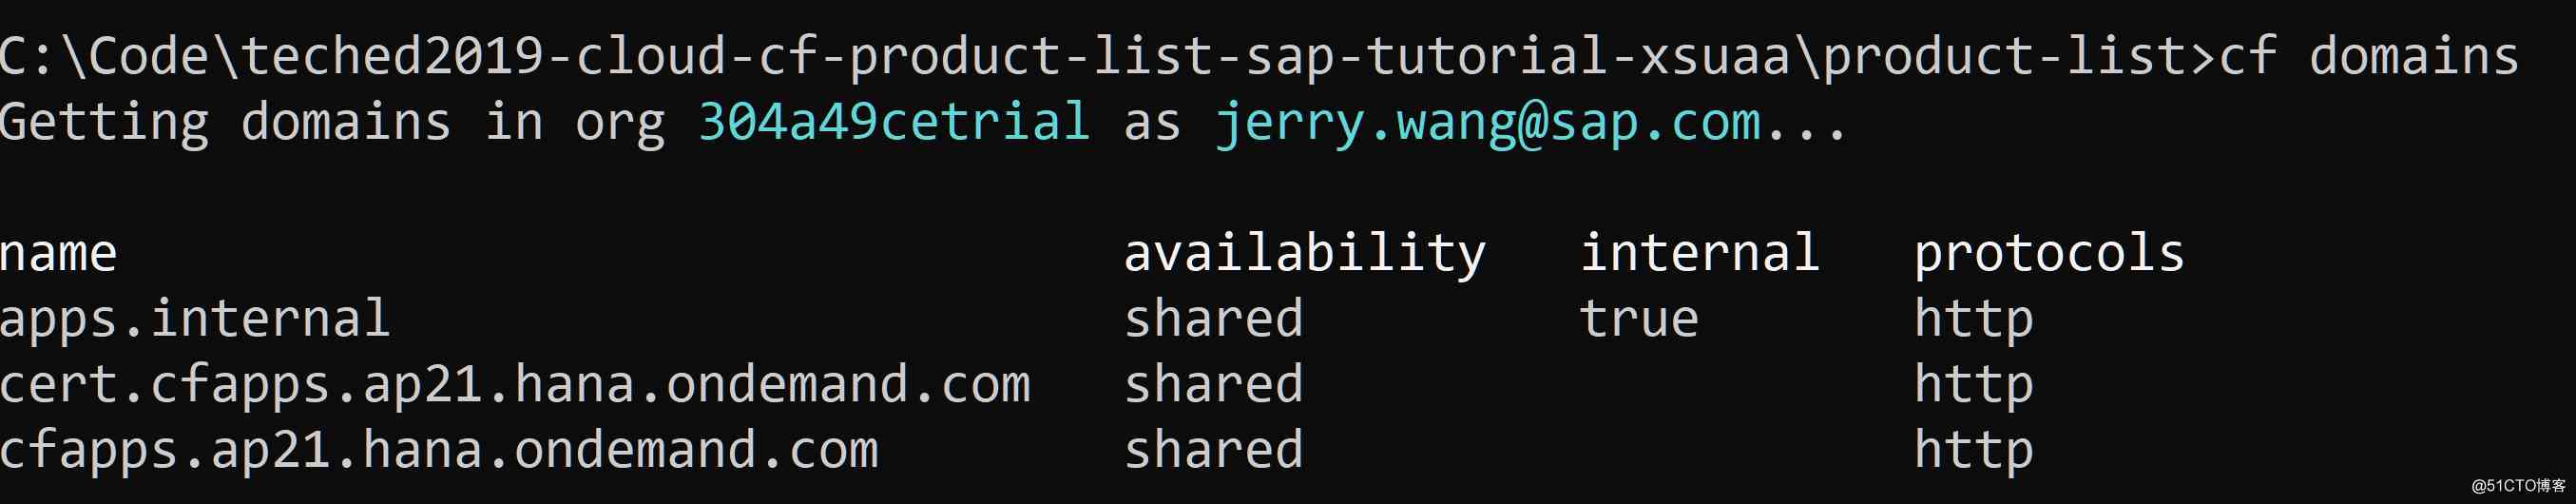 C:\Code\teched2019-cloud-cf-product-list-sap-tutorial-xsuaa\product-list>cf domains
Getting domains in org 304a49cetrial as jerry.wang@sap.com...
name availability internal protocols
apps.internal shared true http
cert.cfapps.ap21.hana.ondemand.com shared http
cfapps.ap21.hana.ondemand.com shared http
@51CTO博客